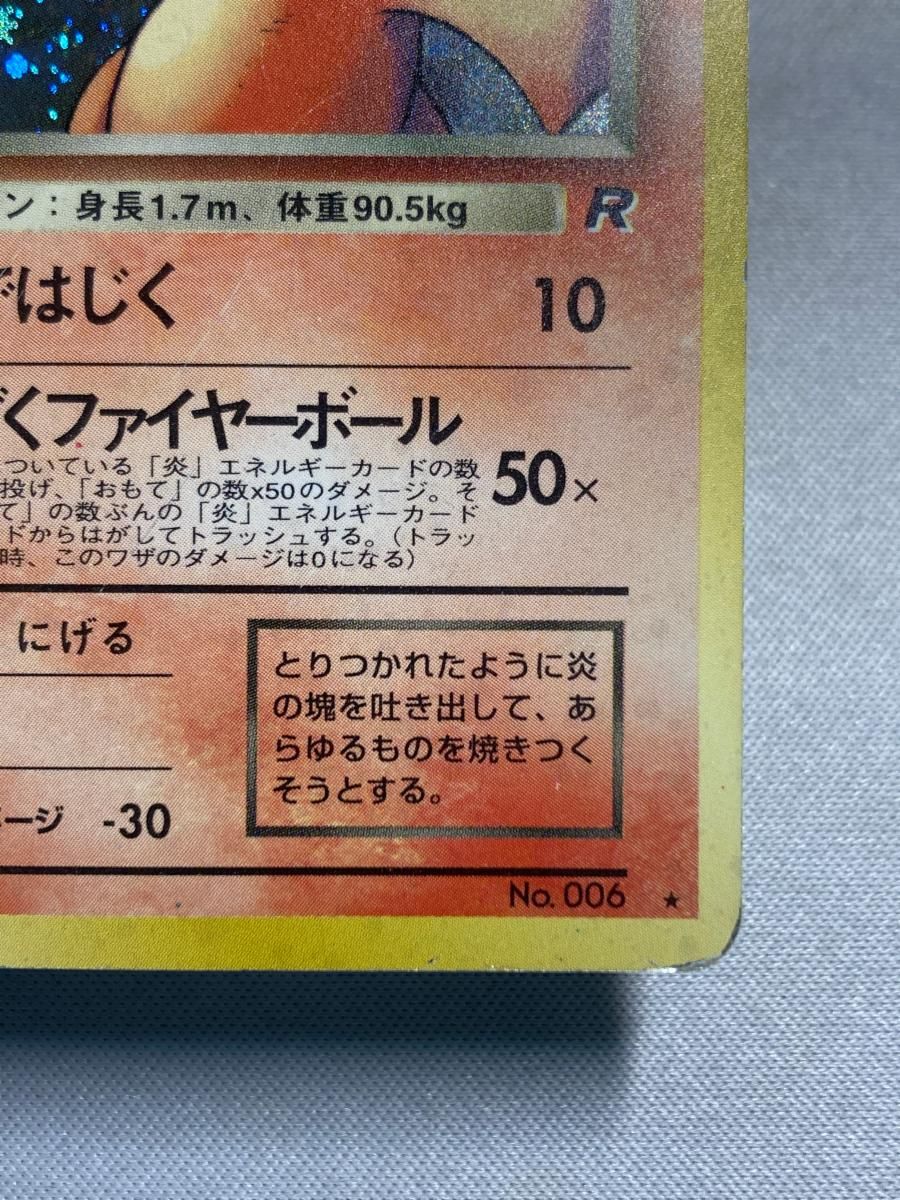 ン：身長1.7m、体重90.5kg
R
ではじく 10
くファイヤーボール
ついている「炎」エネルギーカードの数
投げ、「おもて」の数x50のダメージ。そ
て」の数ぶんの「炎」エネルギーカード
ドからはがしてトラッシュする。（トラッ
時、このワザのダメージは0になる）
50×
にげる
ージ -30
とりつかれたように炎
の塊を吐き出して、あ
らゆるものを焼きつく
そうとする。
No. 006 ★